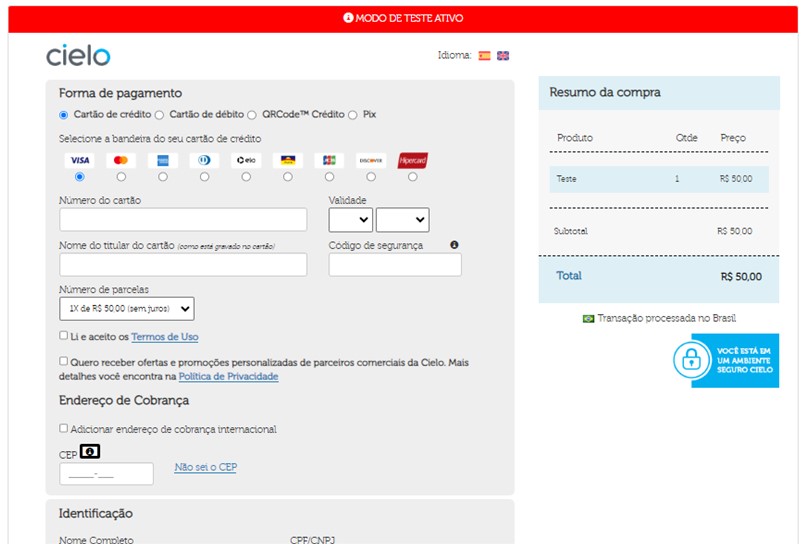 MODO DE TESTE ATIVO
cielo
Idioma:
Forma de pagamento
Cartão de crédito Cartão de débito QRCode™ Crédito Pix
Selecione a bandeira do seu cartão de crédito
VISA elo DISCOVER Hipercard
Número do cartão Validade
Nome do titular do cartão (como está gravado no cartão) Código de segurança
Número de parcelas
1X de R$ 50,00 (sem juros)
Li e aceito os Termos de Uso
Quero receber ofertas e promoções personalizadas de parceiros comerciais da Cielo. Mais
detalhes você encontra na Política de Privacidade
Endereço de Cobrança
Adicionar endereço de cobrança internacional
CEP
_____-___ Não sei o CEP
Identificação
Nome Completo CPF/CNPJ
Resumo da compra
Produto Qtde Preço
Teste 1 R$ 50,00
Subtotal R$ 50,00
Total R$ 50,00
Transação processada no Brasil
VOCÊ ESTÁ EM
UM AMBIENTE
SEGURO CIELO